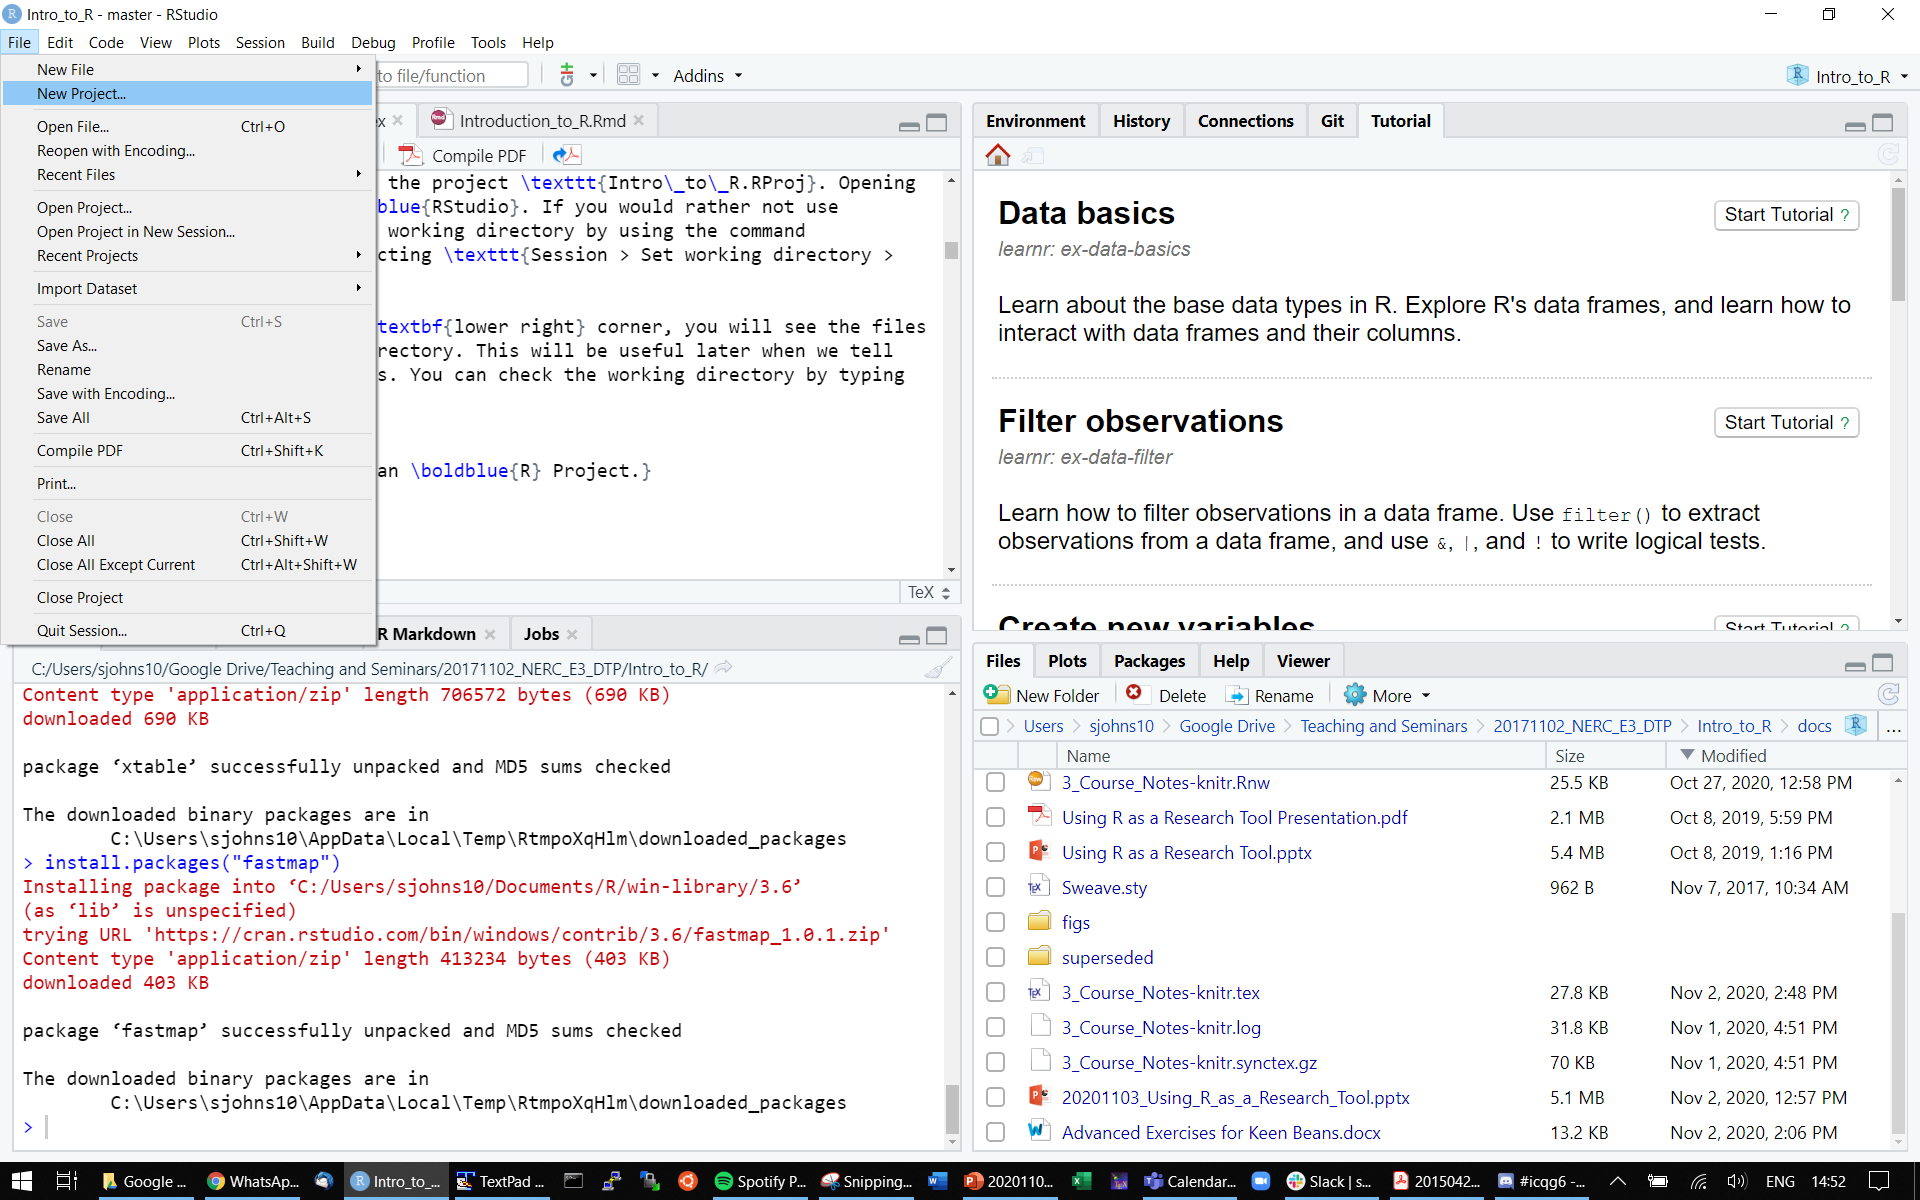 Intro_to_R - master - RStudio
File Edit Code View Plots Session Build Debug Profile Tools Help
to file/function Addins Intro_to_R
New File
New Project...
Open File... Ctrl+O
Reopen with Encoding...
Recent Files
Open Project...
Open Project in New Session...
Recent Projects
Import Dataset
Save Ctrl+S
Save As...
Rename
Save with Encoding...
Save All Ctrl+Alt+S
Compile PDF Ctrl+Shift+K
Print...
Close Ctrl+W
Close All Ctrl+Shift+W
Close All Except Current Ctrl+Alt+Shift+W
Close Project
Quit Session... Ctrl+Q
ex Introduction_to_R.Rmd
Compile PDF
the project \texttt{Intro\_to\_R.RProj}. Opening
blue{RStudio}. If you would rather not use
working directory by using the command
cting \texttt{Session > Set working directory >
textbf{lower right} corner, you will see the files
rectory. This will be useful later when we tell
s. You can check the working directory by typing
an \boldblue{R} Project.}
TeX
R Markdown Jobs
C:/Users/sjohns10/Google Drive/Teaching and Seminars/20171102_NERC_E3_DTP/Intro_to_R/
Content type 'application/zip' length 706572 bytes (690 KB)
downloaded 690 KB
package ‘xtable’ successfully unpacked and MD5 sums checked
The downloaded binary packages are in
C:\Users\sjohns10\AppData\Local\Temp\RtmpoXqHlm\downloaded_packages
> install.packages("fastmap")
Installing package into ‘C:/Users/sjohns10/Documents/R/win-library/3.6’
(as ‘lib’ is unspecified)
trying URL 'https://cran.rstudio.com/bin/windows/contrib/3.6/fastmap_1.0.1.zip'
Content type 'application/zip' length 413234 bytes (403 KB)
downloaded 403 KB
package ‘fastmap’ successfully unpacked and MD5 sums checked
The downloaded binary packages are in
C:\Users\sjohns10\AppData\Local\Temp\RtmpoXqHlm\downloaded_packages
>
Environment History Connections Git Tutorial
Data basics Start Tutorial ?
learnr: ex-data-basics
Learn about the base data types in R. Explore R's data frames, and learn how to
interact with data frames and their columns.
Filter observations Start Tutorial ?
learnr: ex-data-filter
Learn how to filter observations in a data frame. Use filter() to extract
observations from a data frame, and use &, |, and ! to write logical tests.
Create new variables Start Tutorial ?
Files Plots Packages Help Viewer
New Folder Delete Rename More
Users sjohns10 Google Drive Teaching and Seminars 20171102_NERC_E3_DTP Intro_to_R docs ...
Name Size Modified
3_Course_Notes-knitr.Rnw 25.5 KB Oct 27, 2020, 12:58 PM
Using R as a Research Tool Presentation.pdf 2.1 MB Oct 8, 2019, 5:59 PM
Using R as a Research Tool.pptx 5.4 MB Oct 8, 2019, 1:16 PM
Sweave.sty 962 B Nov 7, 2017, 10:34 AM
figs
superseded
3_Course_Notes-knitr.tex 27.8 KB Nov 2, 2020, 2:48 PM
3_Course_Notes-knitr.log 31.8 KB Nov 1, 2020, 4:51 PM
3_Course_Notes-knitr.synctex.gz 70 KB Nov 1, 2020, 4:51 PM
20201103_Using_R_as_a_Research_Tool.pptx 5.1 MB Nov 2, 2020, 12:57 PM
Advanced Exercises for Keen Beans.docx 13.2 KB Nov 2, 2020, 2:06 PM
Google ... WhatsAp... Intro_to_... TextPad ... Spotify P... Snipping... 2020110... Calendar... Slack | s... 2015042... #icqg6 -... ENG 14:52